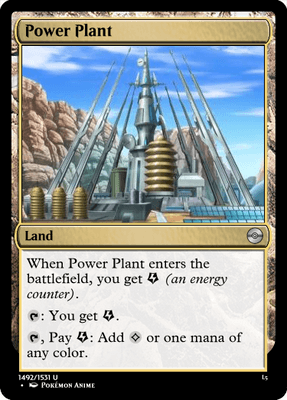 Power Plant
Land
When Power Plant enters the
battlefield, you get (an energy
counter).
: You get .
, Pay : Add or one mana of
any color.
1492/1531 U
Is
Pokémon Anime